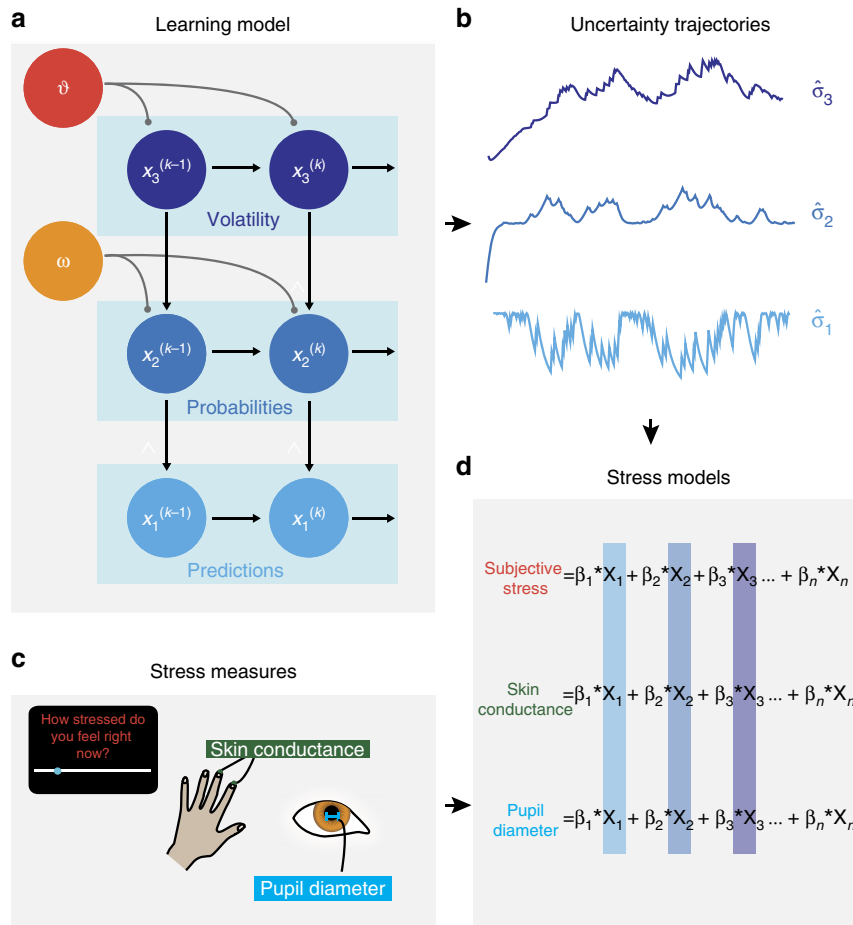 a
Learning model
ϑ
x₃⁽ᵏ⁻¹⁾
x₃⁽ᵏ⁾
Volatility
ω
x₂⁽ᵏ⁻¹⁾
x₂⁽ᵏ⁾
Probabilities
x₁⁽ᵏ⁻¹⁾
x₁⁽ᵏ⁾
Predictions
b
Uncertainty trajectories
σ̂₃
σ̂₂
σ̂₁
c
Stress measures
How stressed do
you feel right
now?
Skin conductance
Pupil diameter
d
Stress models
Subjective
stress
=β₁*X₁ + β₂*X₂ + β₃*X₃ ... + βₙ*Xₙ
Skin
conductance
=β₁*X₁ + β₂*X₂ + β₃*X₃ ... + βₙ*Xₙ
Pupil
diameter
=β₁*X₁ + β₂*X₂ + β₃*X₃ ... + βₙ*Xₙ